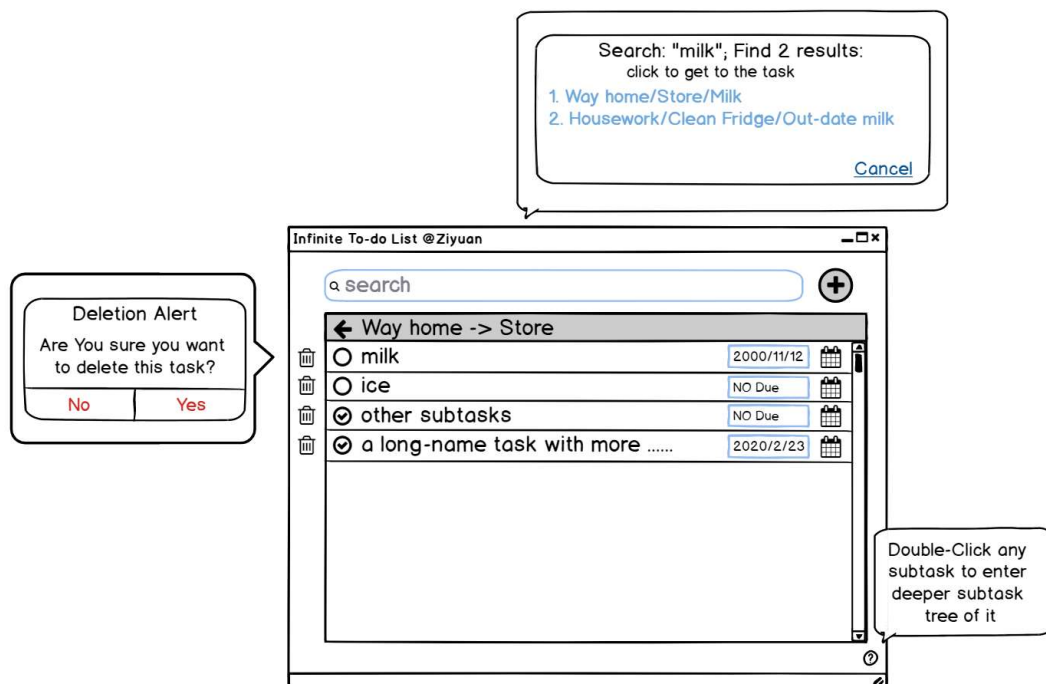 Search: "milk"; Find 2 results:
click to get to the task
1. Way home/Store/Milk
2. Housework/Clean Fridge/Out-date milk
Cancel
Infinite To-do List @Ziyuan
search
Way home -> Store
milk 2000/11/12
ice NO Due
other subtasks NO Due
a long-name task with more ...... 2020/2/23
Deletion Alert
Are You sure you want
to delete this task?
No Yes
Double-Click any
subtask to enter
deeper subtask
tree of it
?